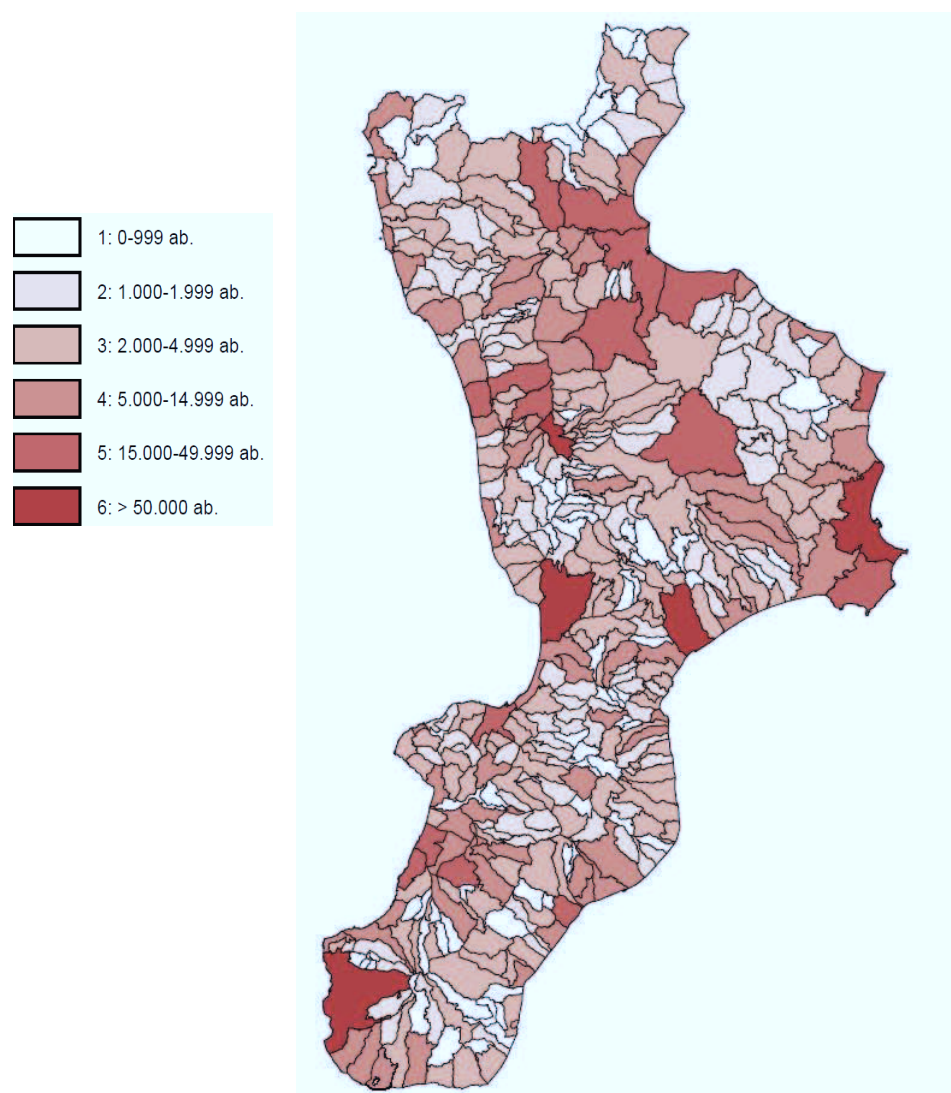 1: 0-999 ab.
2: 1.000-1.999 ab.
3: 2.000-4.999 ab.
4: 5.000-14.999 ab.
5: 15.000-49.999 ab.
6: > 50.000 ab.